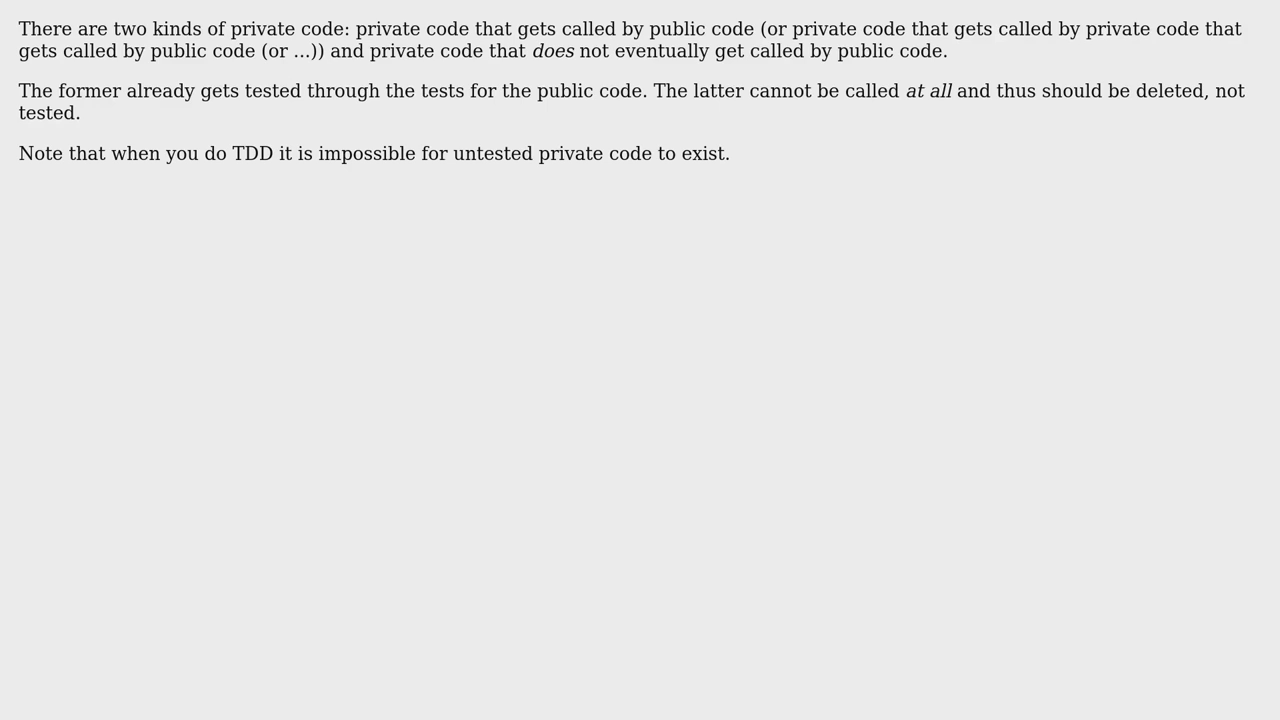 There are two kinds of private code: private code that gets called by public code (or private code that gets called by private code that
gets called by public code (or ...)) and private code that does not eventually get called by public code.
The former already gets tested through the tests for the public code. The latter cannot be called at all and thus should be deleted, not
tested.
Note that when you do TDD it is impossible for untested private code to exist.